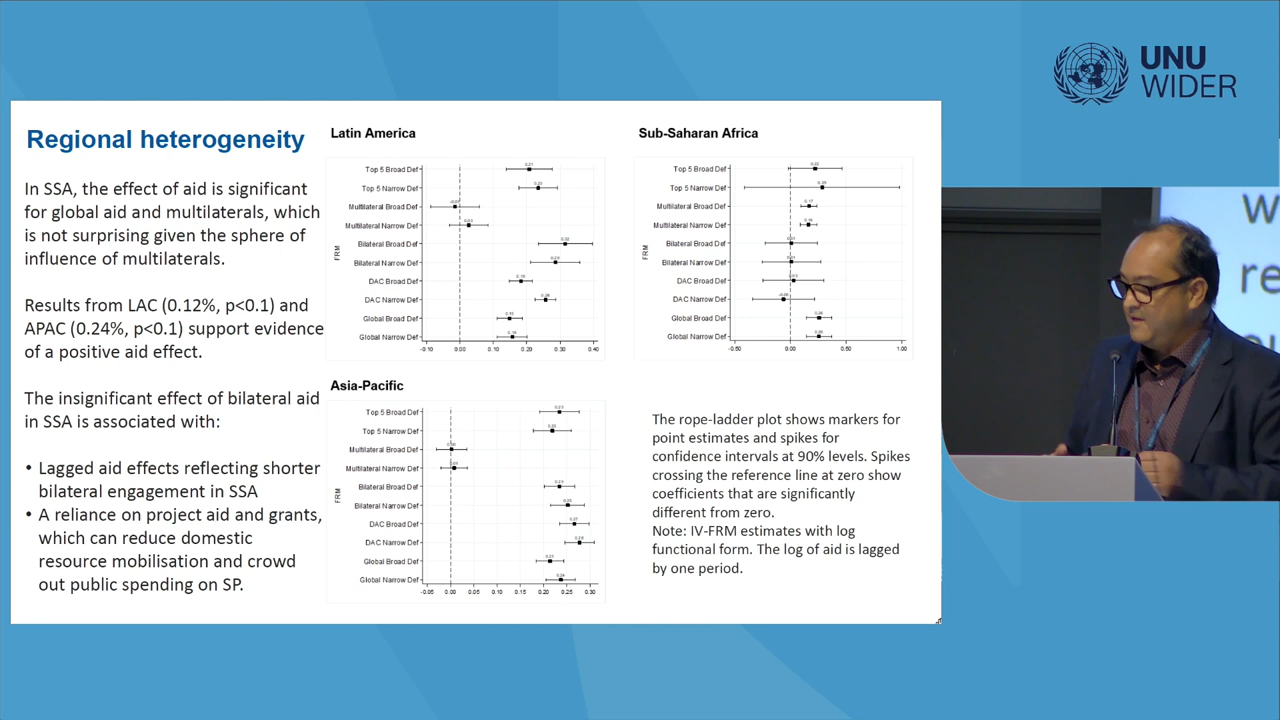 UNU
WIDER
Regional heterogeneity
In SSA, the effect of aid is significant
for global aid and multilaterals, which
is not surprising given the sphere of
influence of multilaterals.
Results from LAC (0.12%, p<0.1) and
APAC (0.24%, p<0.1) support evidence
of a positive aid effect.
The insignificant effect of bilateral aid
in SSA is associated with:
• Lagged aid effects reflecting shorter
bilateral engagement in SSA
• A reliance on project aid and grants,
which can reduce domestic
resource mobilisation and crowd
out public spending on SP.
Latin America
FRM
Top 5 Broad Def
Top 5 Narrow Def
Multilateral Broad Def
Multilateral Narrow Def
Bilateral Broad Def
Bilateral Narrow Def
DAC Broad Def
DAC Narrow Def
Global Broad Def
Global Narrow Def
-0.10 0.00 0.10 0.20 0.30 0.40
Sub-Saharan Africa
FRM
Top 5 Broad Def
Top 5 Narrow Def
Multilateral Broad Def
Multilateral Narrow Def
Bilateral Broad Def
Bilateral Narrow Def
DAC Broad Def
DAC Narrow Def
Global Broad Def
Global Narrow Def
-0.50 0.00 0.50 1.00
Asia-Pacific
FRM
Top 5 Broad Def
Top 5 Narrow Def
Multilateral Broad Def
Multilateral Narrow Def
Bilateral Broad Def
Bilateral Narrow Def
DAC Broad Def
DAC Narrow Def
Global Broad Def
Global Narrow Def
-0.05 0.00 0.05 0.10 0.15 0.20 0.25 0.30
The rope-ladder plot shows markers for
point estimates and spikes for
confidence intervals at 90% levels. Spikes
crossing the reference line at zero show
coefficients that are significantly
different from zero.
Note: IV-FRM estimates with log
functional form. The log of aid is lagged
by one period.